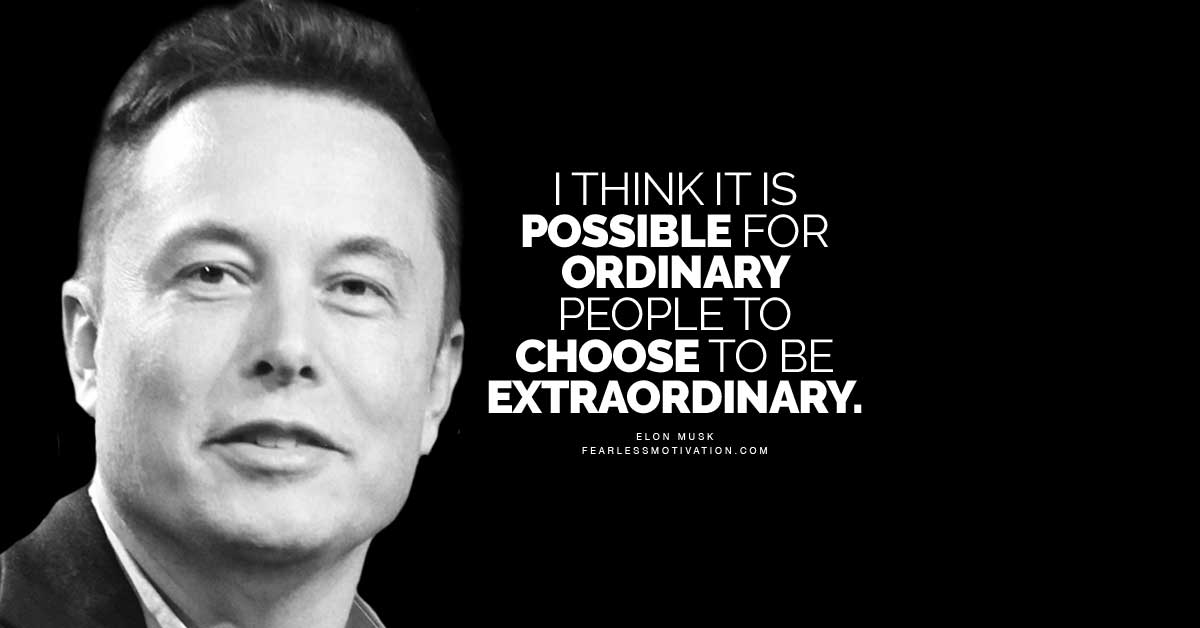 I THINK IT IS
POSSIBLE FOR
ORDINARY
PEOPLE TO
CHOOSE TO BE
EXTRAORDINARY.
ELON MUSK
FEARLESSMOTIVATION.COM